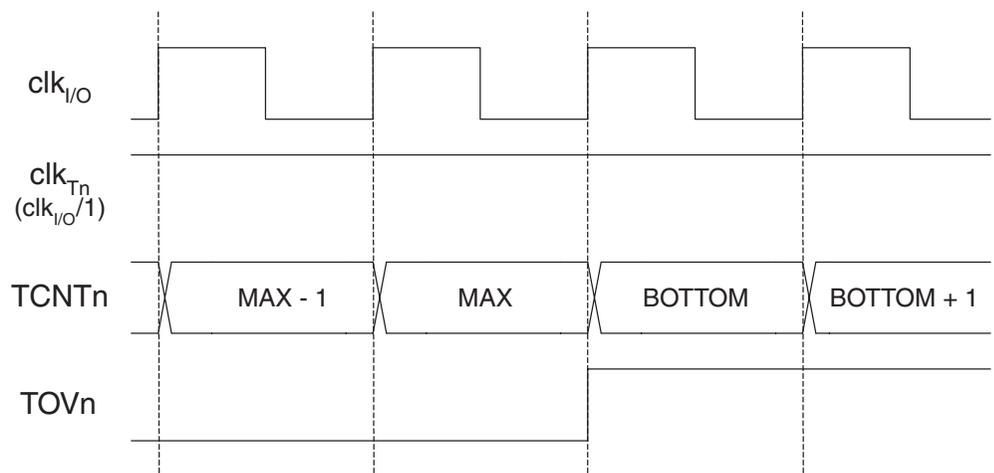 clkI/O
clkTn
(clkI/O/1)
TCNTn
MAX - 1
MAX
BOTTOM
BOTTOM + 1
TOVn